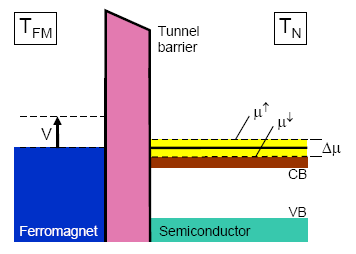 T_FM
Tunnel
barrier
T_N
V
μ↑
μ↓
Δμ
CB
VB
Ferromagnet
Semiconductor